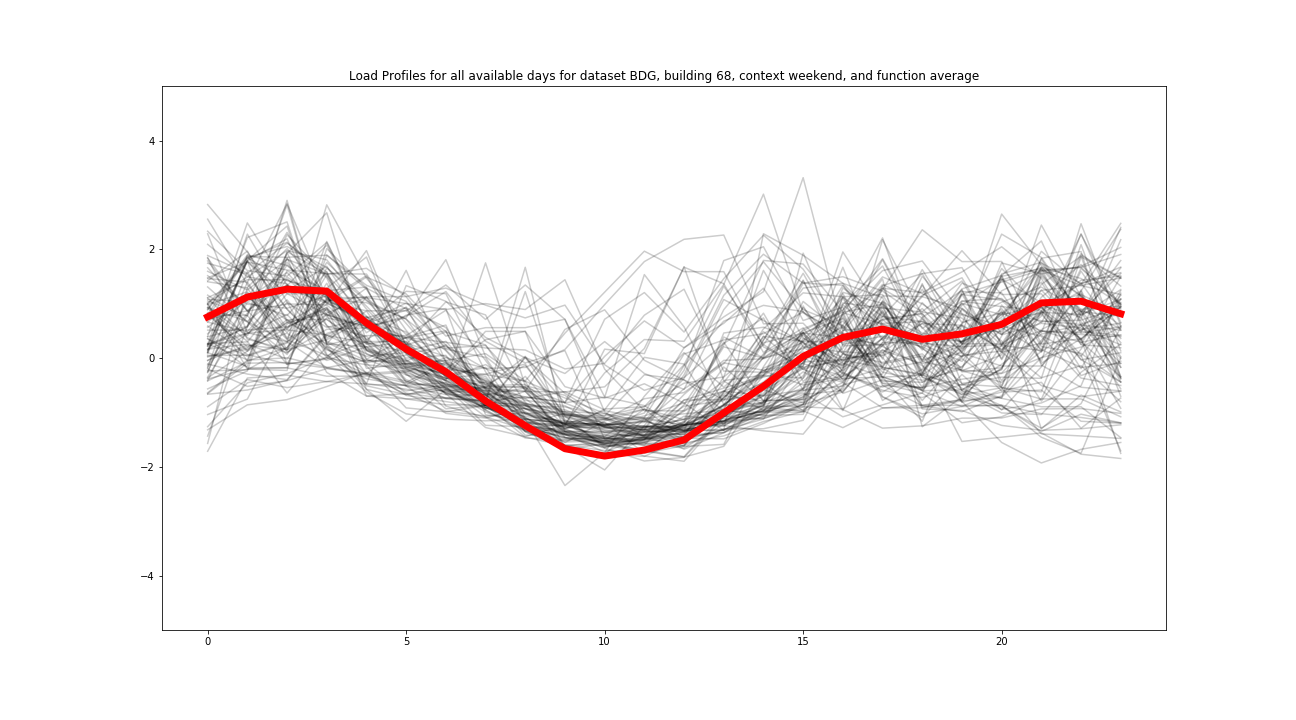 Load Profiles for all available days for dataset BDG, building 68, context weekend, and function average
4
2
0
−2
−4
0 5 10 15 20